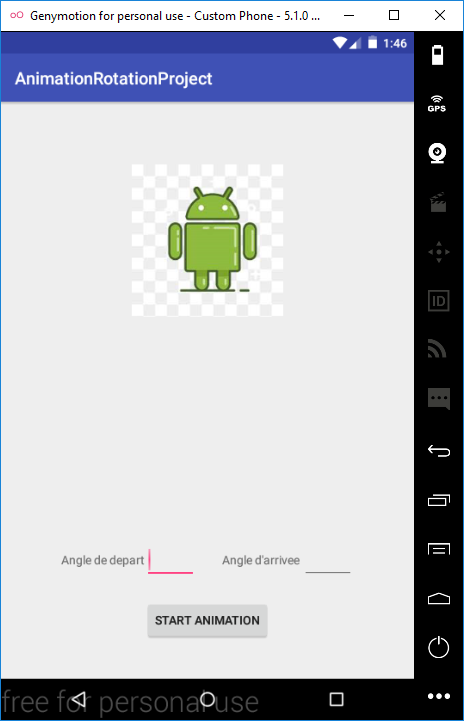 Genymotion for personal use - Custom Phone - 5.1.0 ...
1:46
AnimationRotationProject
GPS
ID
Angle de depart
Angle d'arrivee
START ANIMATION
free for personal use